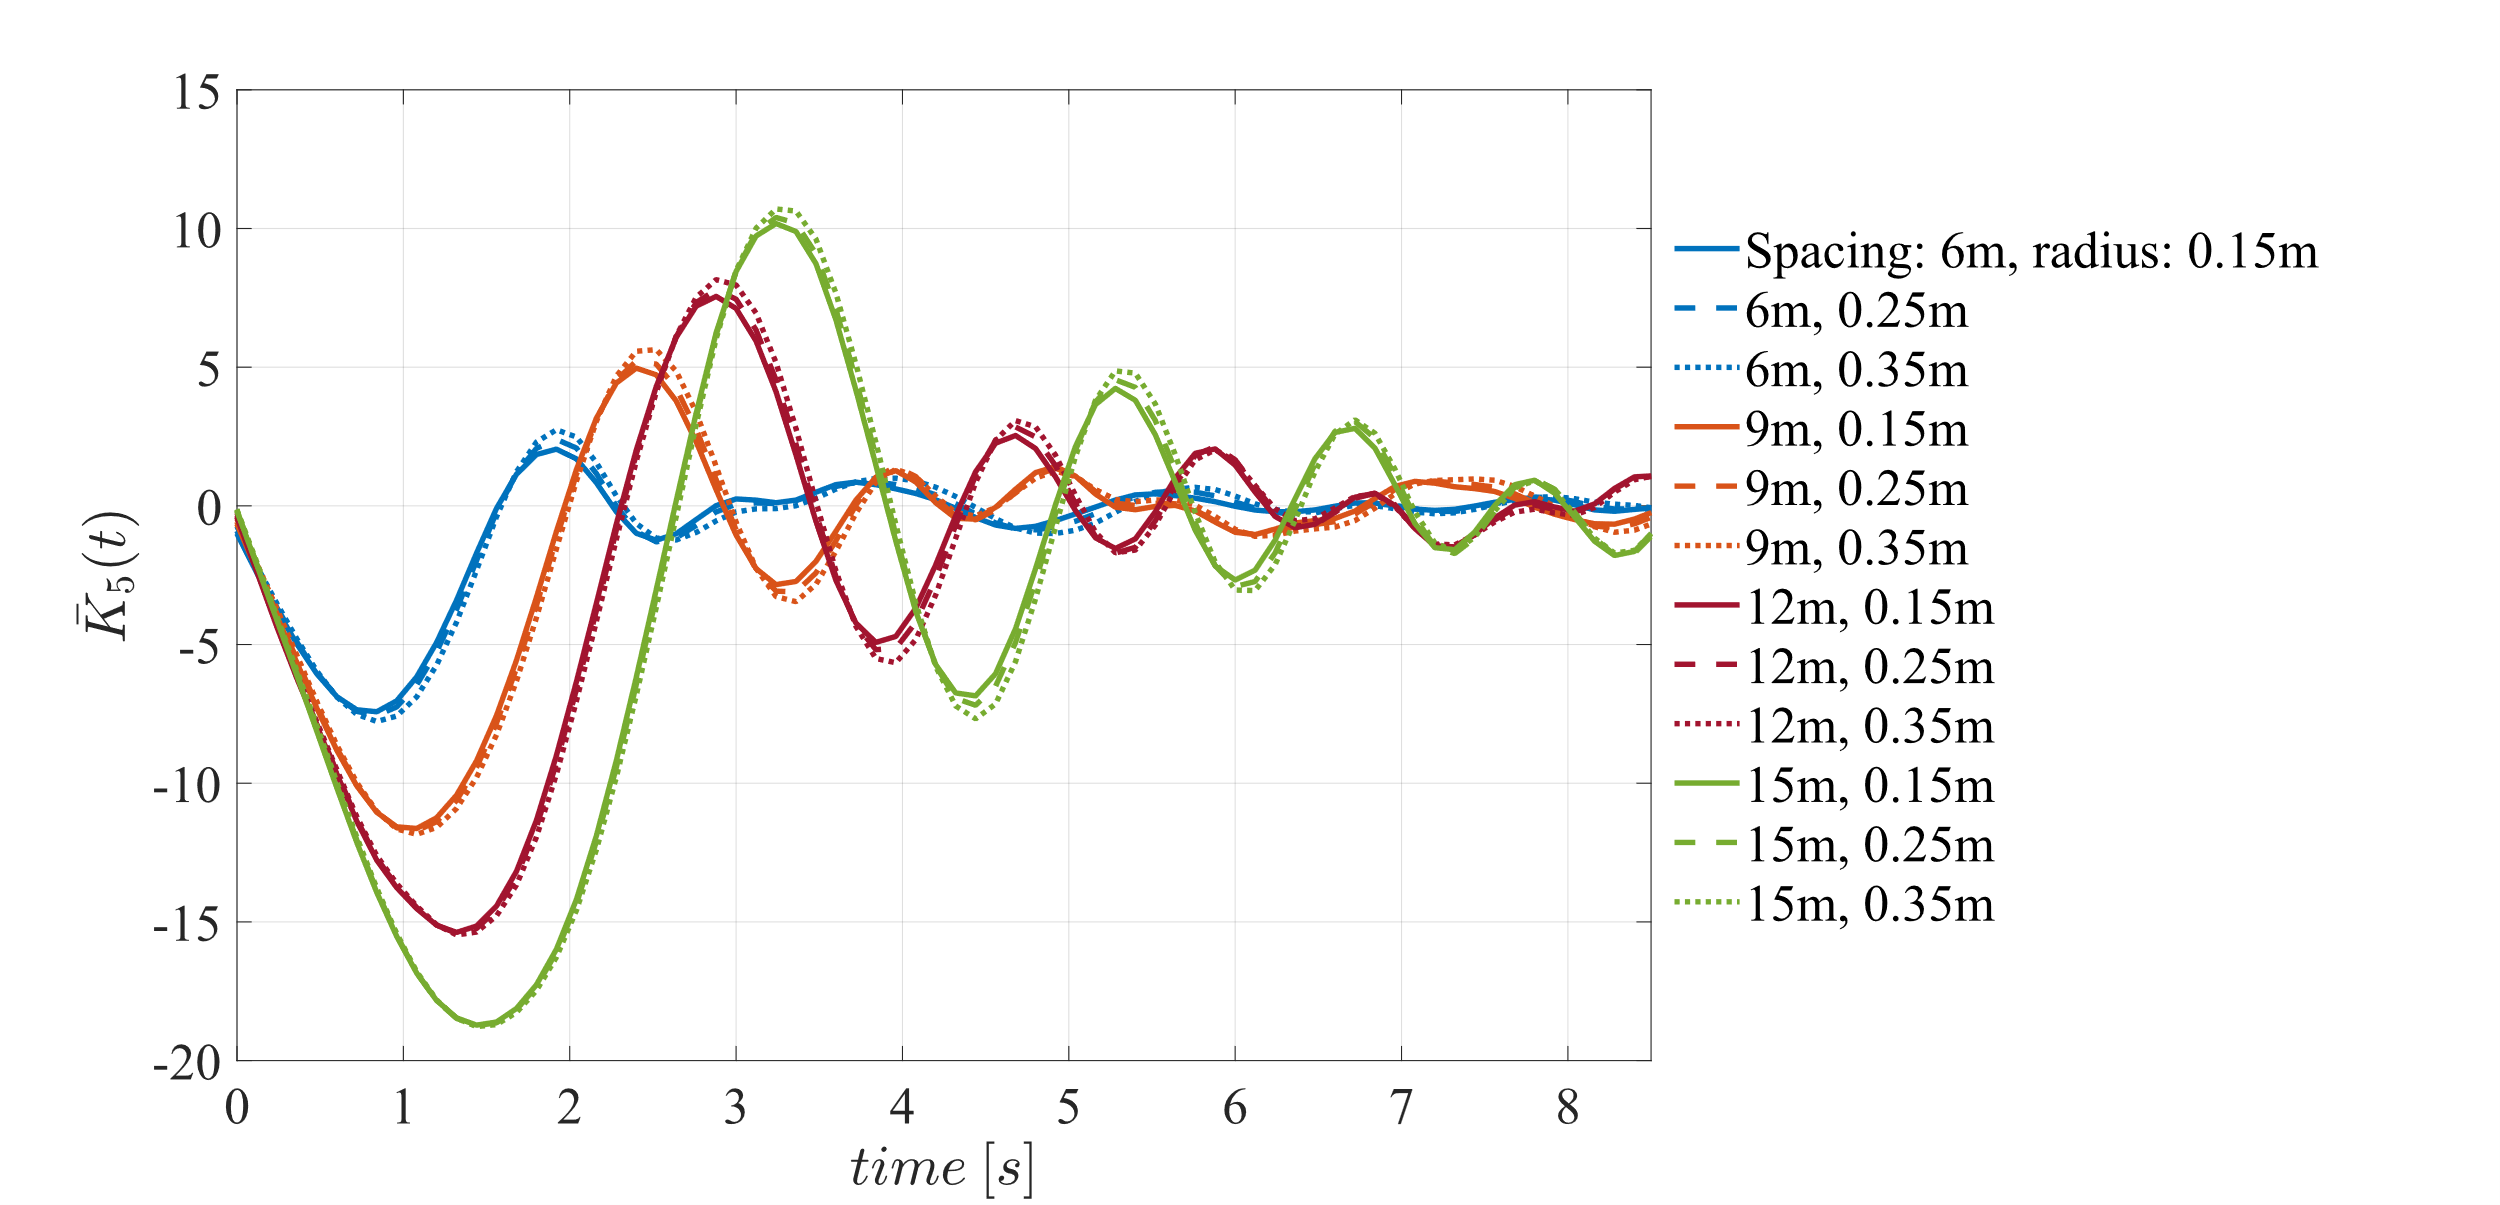 15
10
5
0
-5
-10
-15
-20
K̄₅(t)
0 1 2 3 4 5 6 7 8
time [s]
Spacing: 6m, radius: 0.15m
6m, 0.25m
6m, 0.35m
9m, 0.15m
9m, 0.25m
9m, 0.35m
12m, 0.15m
12m, 0.25m
12m, 0.35m
15m, 0.15m
15m, 0.25m
15m, 0.35m